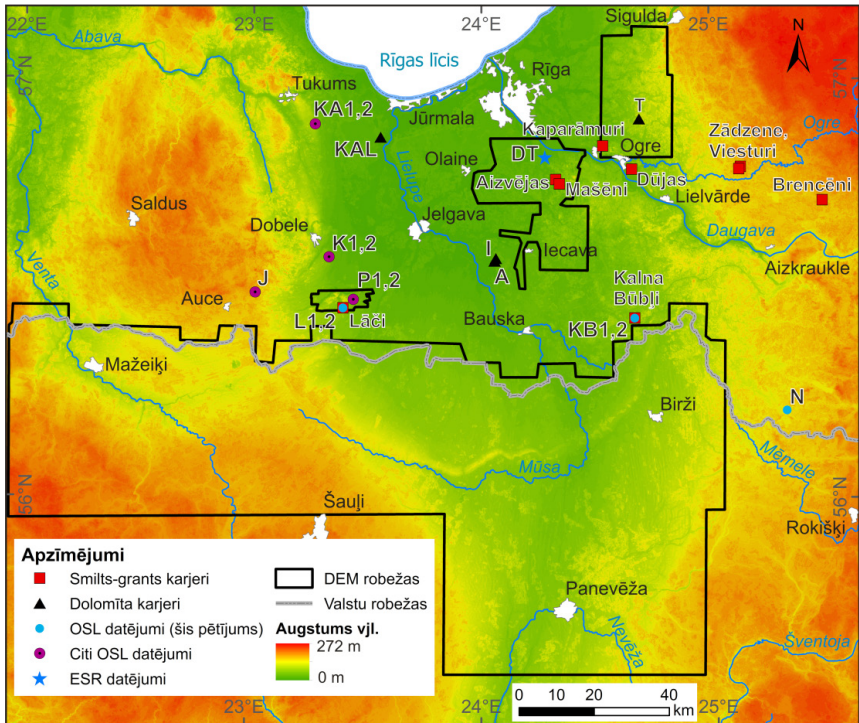 22°E
23°E
24°E
25°E
Sigulda
Abava
Rīgas līcis
57°N
57°N
Rīga
Tukums
KA1,2
Jūrmala
T
KAL
Kaparāmuri
Ogre
Zādzene,
Viesturi
Ogre
Lielupe
Olaine
DT
Aizvējas
Mašēni
Dūjas
Lielvārde
Brencēni
Saldus
Dobele
Jelgava
Daugava
K1,2
I
A
Iecava
Aizkraukle
Venta
J
Auce
P1,2
L1,2
Lāči
Kalna
Būbļi
KB1,2
Bauska
Mažeiķi
Birži
N
Mūsa
Mēmele
56°N
56°N
Šauļi
Rokišķi
Panevēža
Nevēža
Šventoja
Apzīmējumi
Smilts-grants karjeri
Dolomīta karjeri
OSL datējumi (šis pētījums)
Citi OSL datējumi
ESR datējumi
DEM robežas
Valstu robežas
Augstums vjl.
272 m
0 m
N
0 10 20 40
km
23°E
24°E
25°E